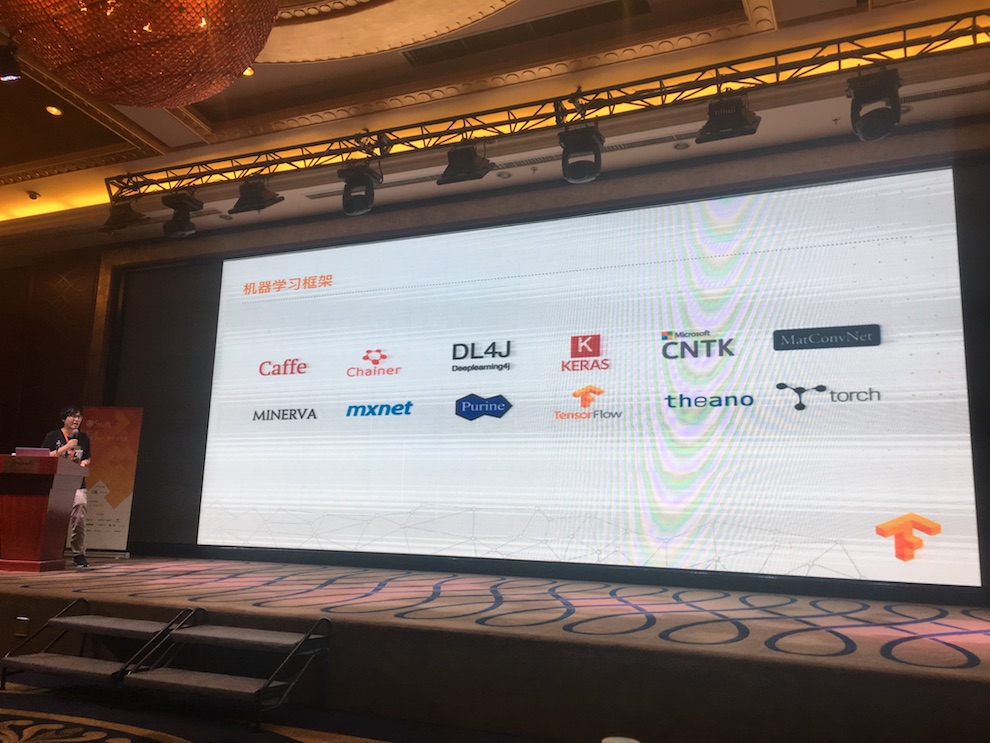 机器学习框架
Caffe
Chainer
DL4J
Deeplearning4j
K
KERAS
Microsoft
CNTK
MatConvNet
MINERVA
mxnet
Purine
TensorFlow
theano
torch